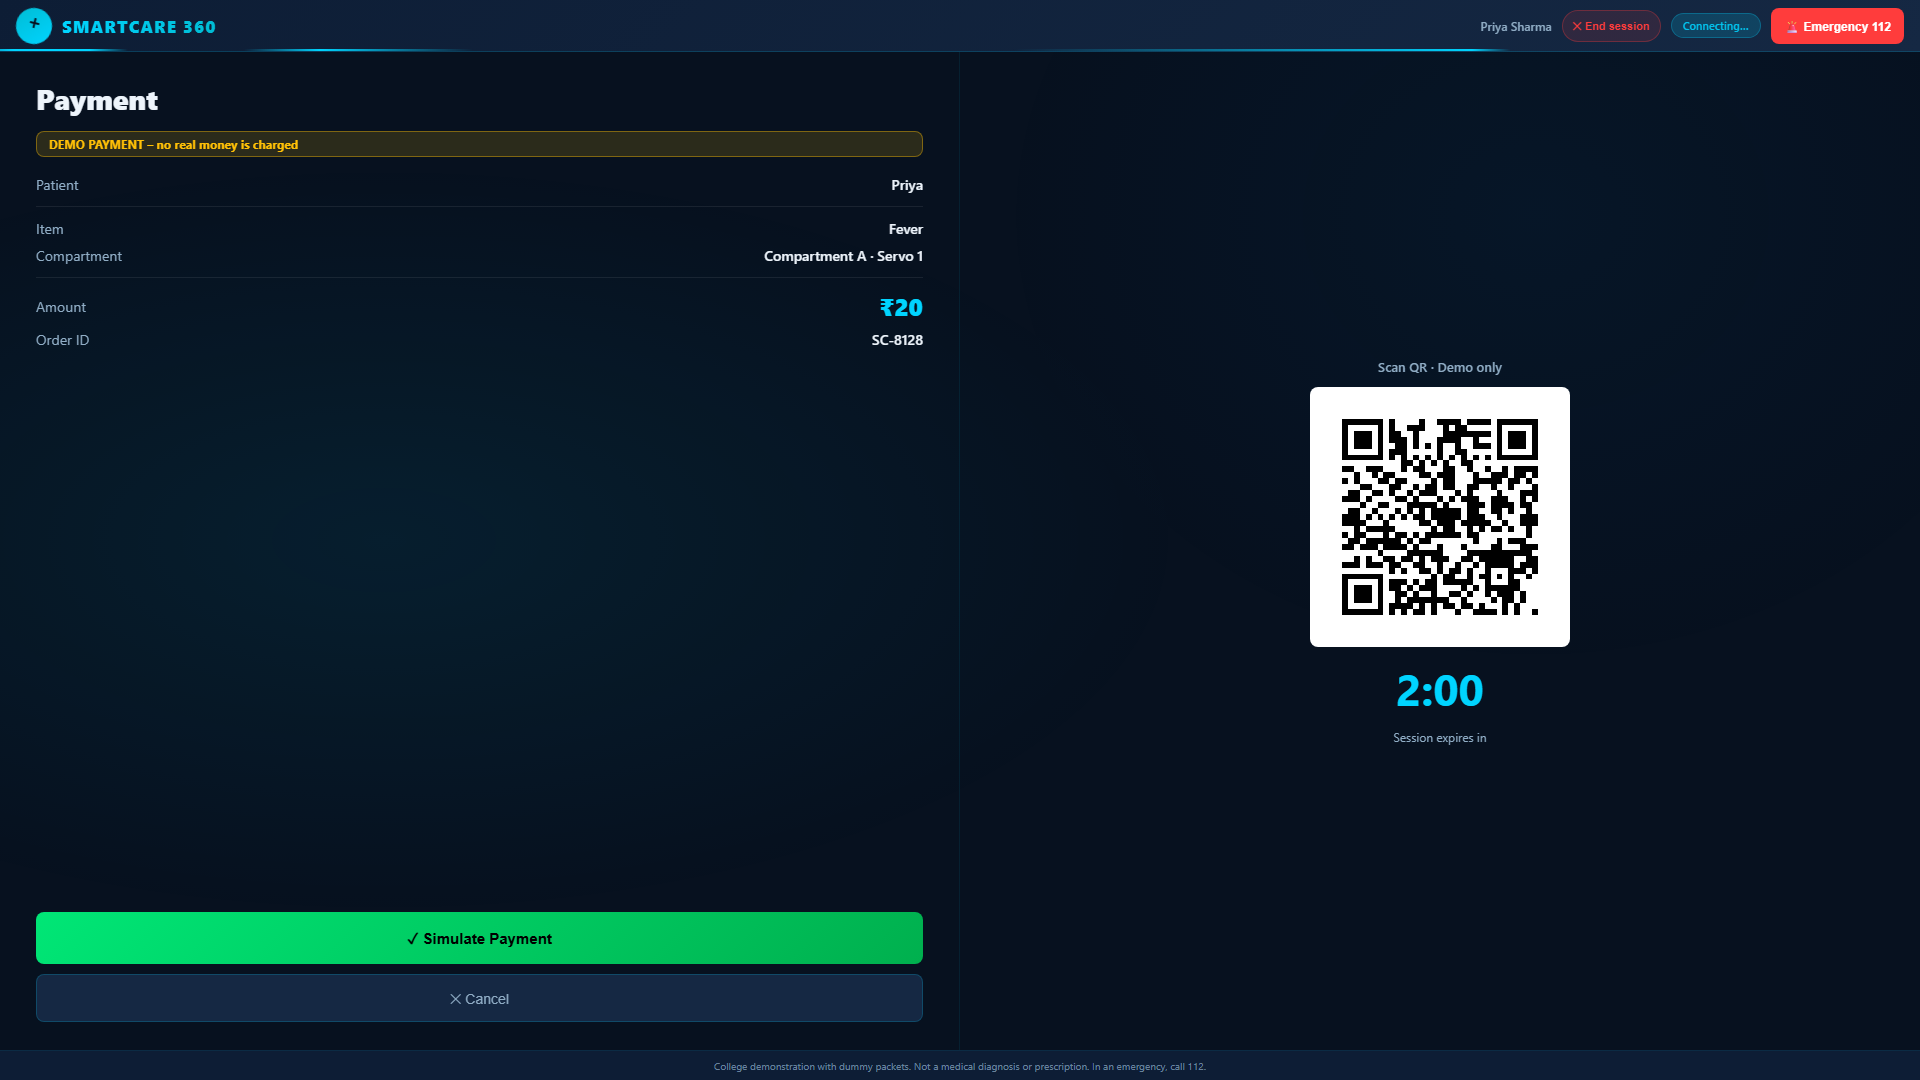 SMARTCARE 360
Priya Sharma
✕ End session
Connecting...
🚨 Emergency 112
Payment
DEMO PAYMENT – no real money is charged
Patient
Priya
Item
Fever
Compartment
Compartment A · Servo 1
Amount
₹20
Order ID
SC-8128
✓ Simulate Payment
✕ Cancel
Scan QR · Demo only
2:00
Session expires in
College demonstration with dummy packets. Not a medical diagnosis or prescription. In an emergency, call 112.